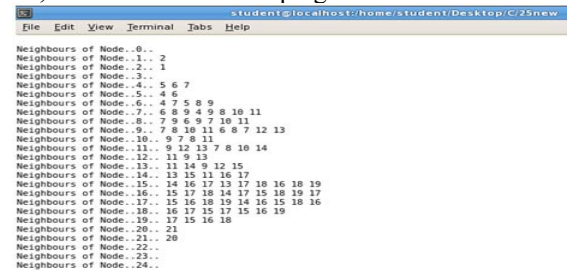 student@localhost:/home/student/Desktop/C/25new
File Edit View Terminal Tabs Help
Neighbours of Node..0..
Neighbours of Node..1.. 2
Neighbours of Node..2.. 1
Neighbours of Node..3..
Neighbours of Node..4.. 5 6 7
Neighbours of Node..5.. 4 6
Neighbours of Node..6.. 4 7 5 8 9
Neighbours of Node..7.. 6 8 9 4 9 8 10 11
Neighbours of Node..8.. 7 9 6 9 7 10 11
Neighbours of Node..9.. 7 8 10 11 6 8 7 12 13
Neighbours of Node..10.. 9 7 8 11
Neighbours of Node..11.. 9 12 13 7 8 10 14
Neighbours of Node..12.. 11 9 13
Neighbours of Node..13.. 11 14 9 12 15
Neighbours of Node..14.. 13 15 11 16 17
Neighbours of Node..15.. 14 16 17 13 17 18 16 18 19
Neighbours of Node..16.. 15 17 18 14 17 15 18 19 17
Neighbours of Node..17.. 15 16 18 19 14 16 15 18 16
Neighbours of Node..18.. 16 17 15 17 15 16 19
Neighbours of Node..19.. 17 15 16 18
Neighbours of Node..20.. 21
Neighbours of Node..21.. 20
Neighbours of Node..22..
Neighbours of Node..23..
Neighbours of Node..24..